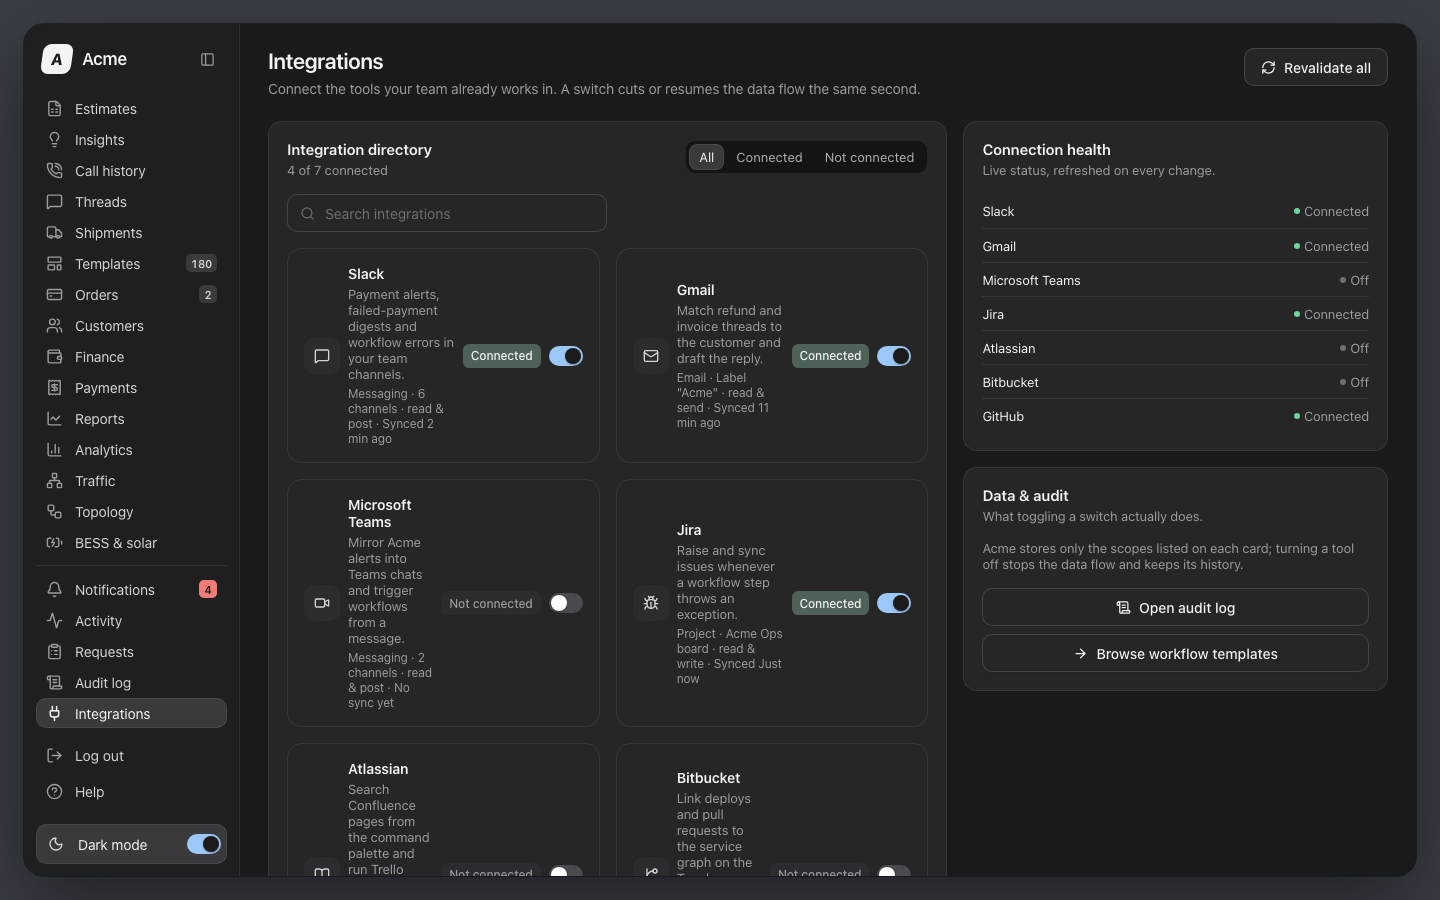 A Acme
Estimates
Insights
Call history
Threads
Shipments
Templates 180
Orders 2
Customers
Finance
Payments
Reports
Analytics
Traffic
Topology
BESS & solar
Notifications 4
Activity
Requests
Audit log
Integrations
Log out
Help
Dark mode
Integrations
Connect the tools your team already works in. A switch cuts or resumes the data flow the same second.
Revalidate all
Integration directory
4 of 7 connected
All Connected Not connected
Search integrations
Slack
Payment alerts,
failed-payment
digests and
workflow errors in
your team
channels.
Messaging · 6
channels · read &
post · Synced 2
min ago
Connected
Gmail
Match refund and
invoice threads to
the customer and
draft the reply.
Email · Label
"Acme" · read &
send · Synced 11
min ago
Connected
Microsoft
Teams
Mirror Acme
alerts into
Teams chats
and trigger
workflows
from a
message.
Messaging · 2
channels · read
& post · No
sync yet
Not connected
Jira
Raise and sync
issues whenever
a workflow step
throws an
exception.
Project · Acme Ops
board · read &
write · Synced Just
now
Connected
Atlassian
Search
Confluence
pages from
the command
palette and
run Trello
Not connected
Bitbucket
Link deploys
and pull
requests to
the service
graph on the
Not connected
Connection health
Live status, refreshed on every change.
Slack Connected
Gmail Connected
Microsoft Teams Off
Jira Connected
Atlassian Off
Bitbucket Off
GitHub Connected
Data & audit
What toggling a switch actually does.
Acme stores only the scopes listed on each card; turning a tool
off stops the data flow and keeps its history.
Open audit log
Browse workflow templates